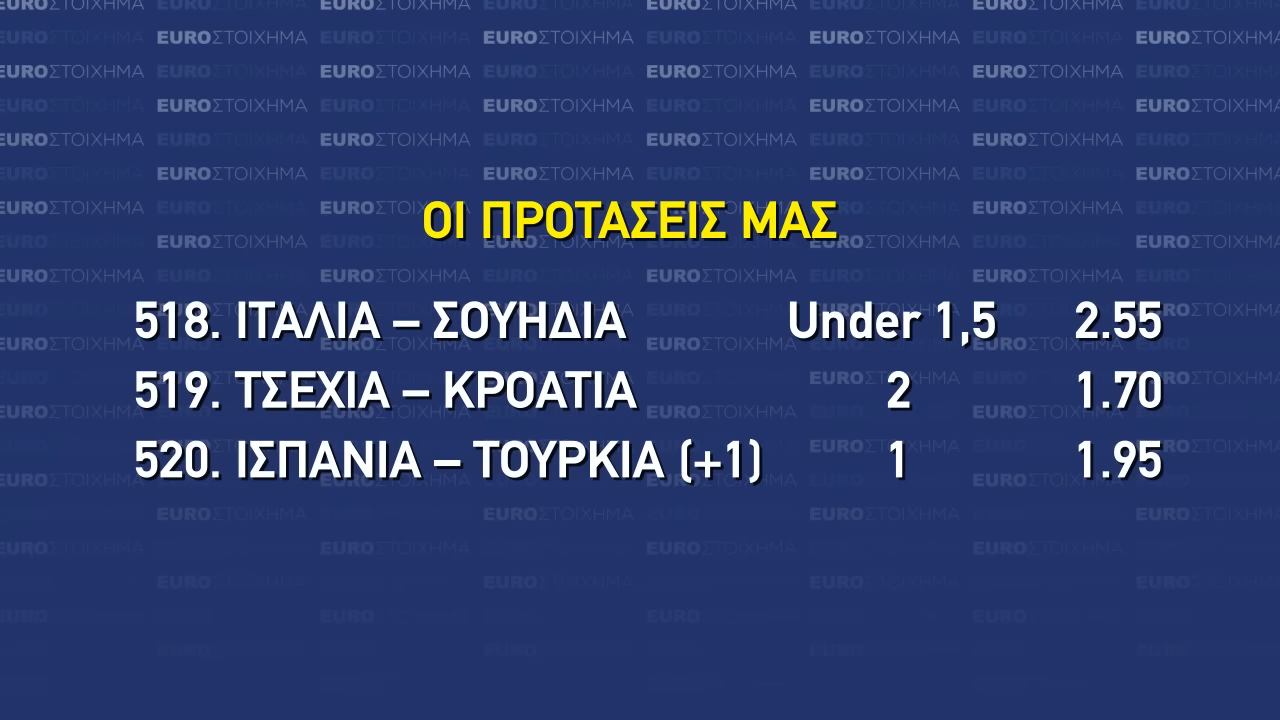 ΟΙ ΠΡΟΤΑΣΕΙΣ ΜΑΣ
518. ΙΤΑΛΙΑ – ΣΟΥΗΔΙΑ Under 1,5 2.55
519. ΤΣΕΧΙΑ – ΚΡΟΑΤΙΑ 2 1.70
520. ΙΣΠΑΝΙΑ – ΤΟΥΡΚΙΑ (+1) 1 1.95
EUROΣΤΟΙΧΗΜΑ